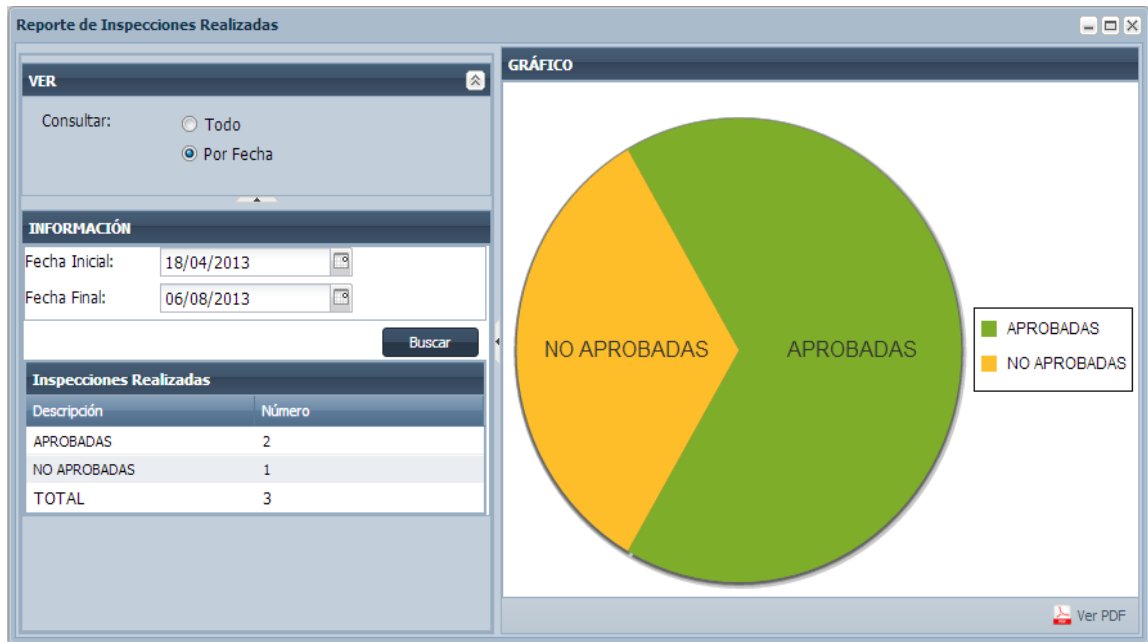 Reporte de Inspecciones Realizadas
VER
Consultar:
Todo
Por Fecha
INFORMACIÓN
Fecha Inicial: 18/04/2013
Fecha Final: 06/08/2013
Buscar
Inspecciones Realizadas
Descripción Número
APROBADAS 2
NO APROBADAS 1
TOTAL 3
GRÁFICO
NO APROBADAS APROBADAS
APROBADAS
NO APROBADAS
Ver PDF